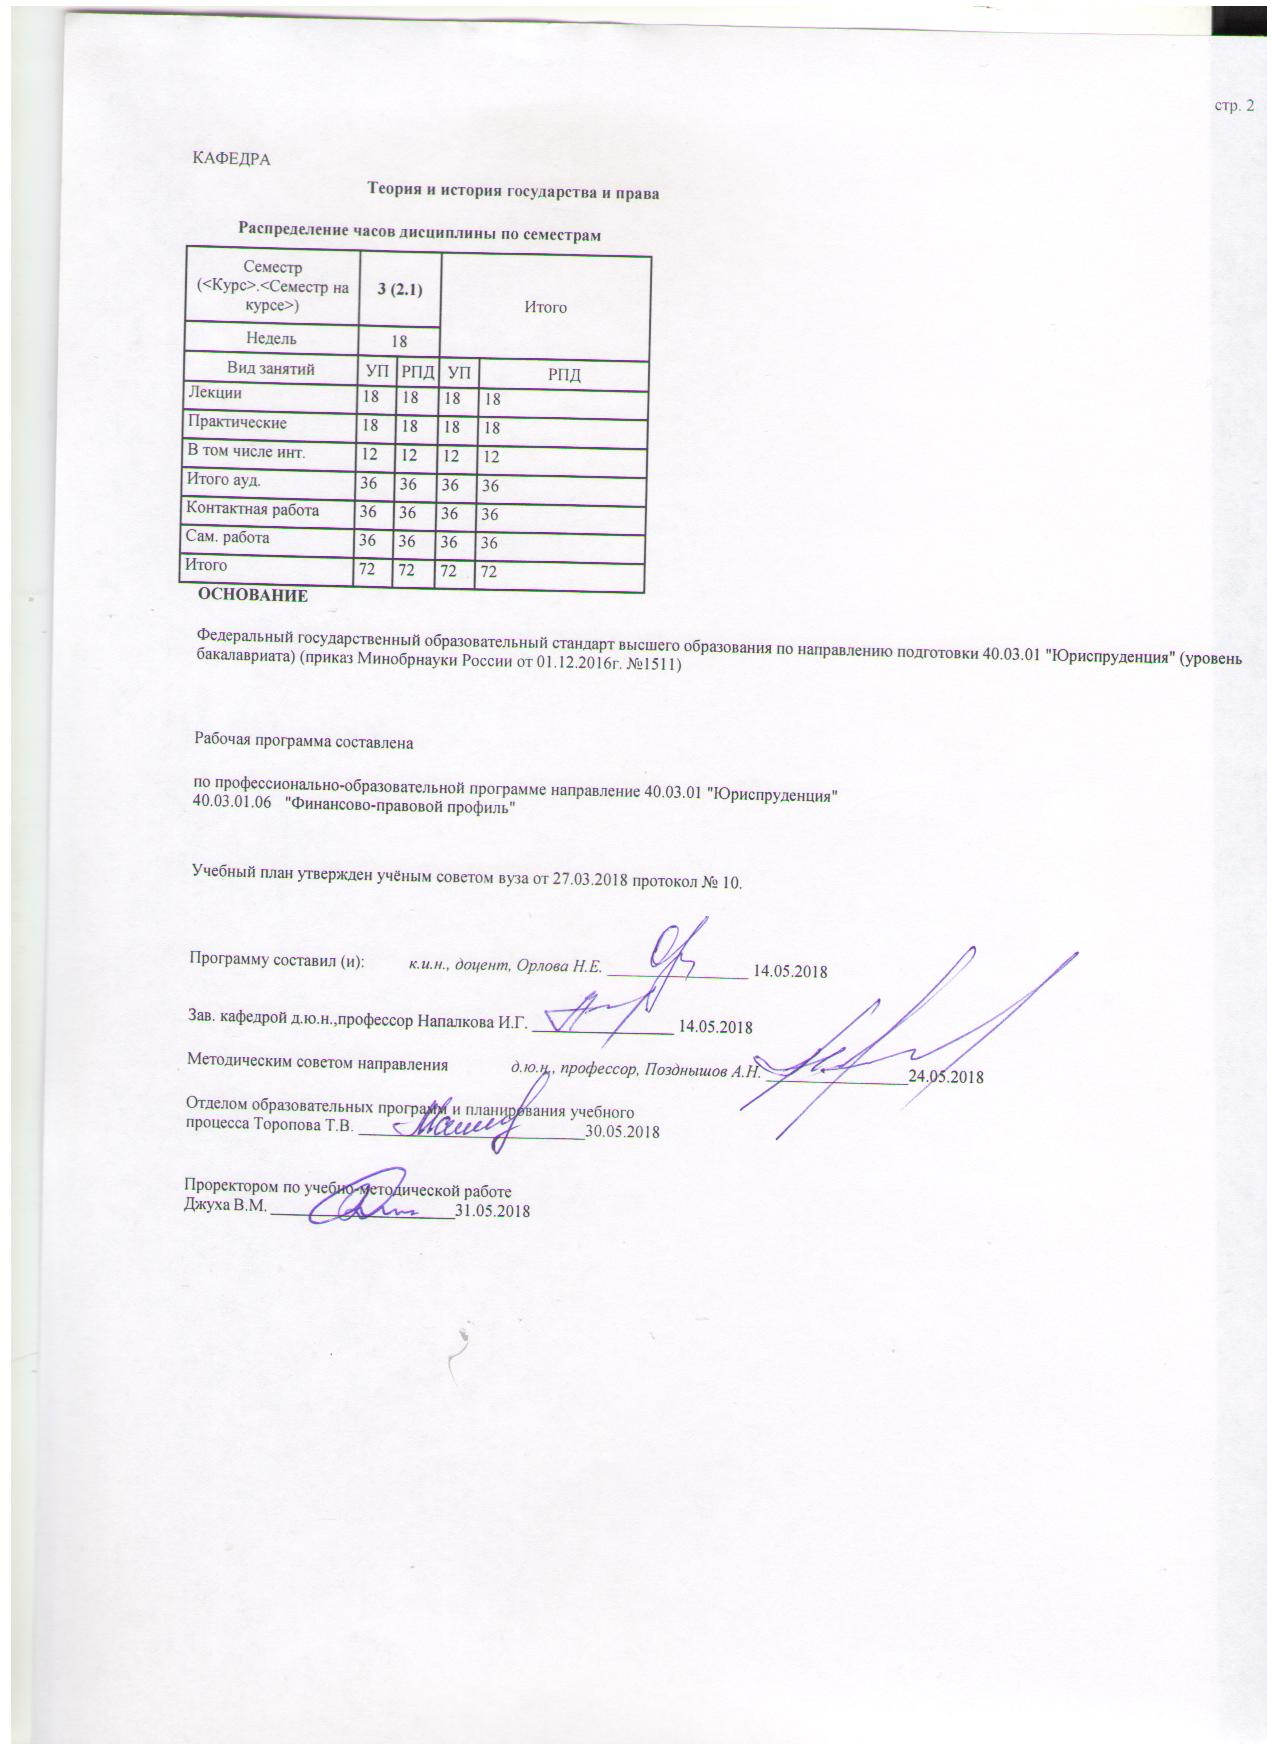 стр. 2
КАФЕДРА
Теория и история государства и права
Распределение часов дисциплины по семестрам
Семестр (<Курс>.<Семестр на курсе>) 3 (2.1) Итого
Недель 18
Вид занятий УП РПД УП РПД
Лекции 18 18 18 18
Практические 18 18 18 18
В том числе инт. 12 12 12 12
Итого ауд. 36 36 36 36
Контактная работа 36 36 36 36
Сам. работа 36 36 36 36
Итого 72 72 72 72
ОСНОВАНИЕ
Федеральный государственный образовательный стандарт высшего образования по направлению подготовки 40.03.01 "Юриспруденция" (уровень
бакалавриата) (приказ Минобрнауки России от 01.12.2016г. №1511)
Рабочая программа составлена
по профессионально-образовательной программе направление 40.03.01 "Юриспруденция"
40.03.01.06 "Финансово-правовой профиль"
Учебный план утвержден учёным советом вуза от 27.03.2018 протокол № 10.
Программу составил (и): к.и.н., доцент, Орлова Н.Е. ________________ 14.05.2018
Зав. кафедрой д.ю.н.,профессор Напалкова И.Г. ________________ 14.05.2018
Методическим советом направления д.ю.н., профессор, Позднышов А.Н. ________________24.05.2018
Отделом образовательных программ и планирования учебного
процесса Торопова Т.В. __________________________30.05.2018
Проректором по учебно-методической работе
Джуха В.М. _____________________31.05.2018